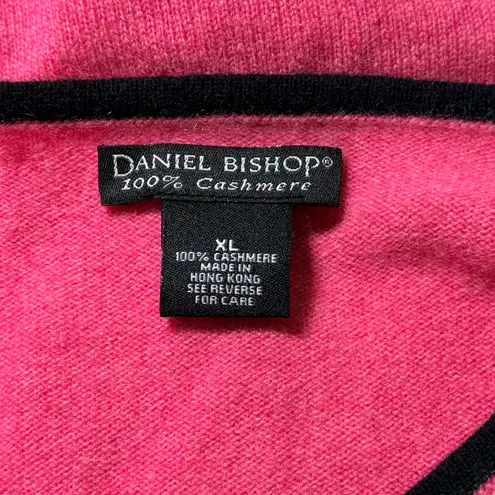 DANIEL BISHOP®
100% Cashmere
XL
100% CASHMERE
MADE IN
HONG KONG
SEE REVERSE
FOR CARE